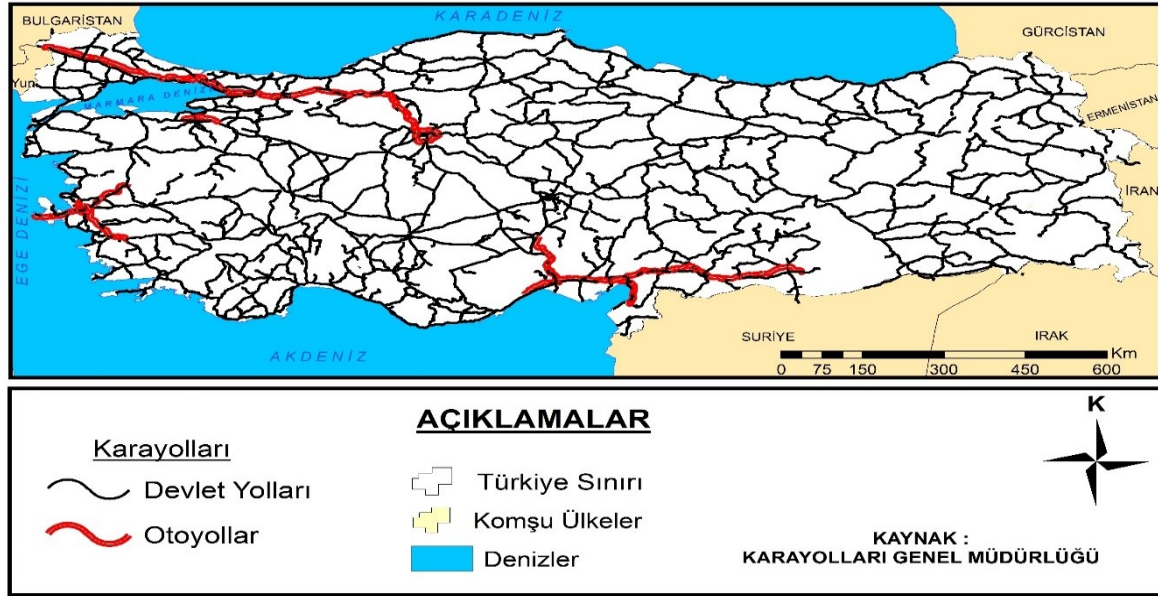 BULGARİSTAN
KARADENİZ
GÜRCİSTAN
Yun
MARMARA DENİZİ
ERMENİSTAN
İRAN
EGE DENİZİ
AKDENİZ
SURİYE
IRAK
Km
0 75 150 300 450 600
AÇIKLAMALAR
K
Karayolları
Devlet Yolları
Otoyollar
Türkiye Sınırı
Komşu Ülkeler
Denizler
KAYNAK :
KARAYOLLARI GENEL MÜDÜRLÜĞÜ